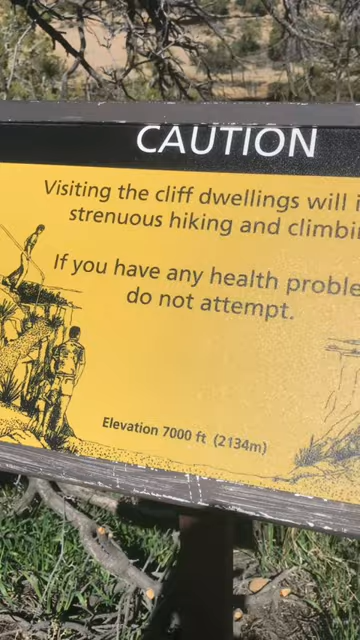 CAUTION
Visiting the cliff dwellings will
strenuous hiking and
If you have any health
do not attempt.
Elevation 7000 ft (2134m)